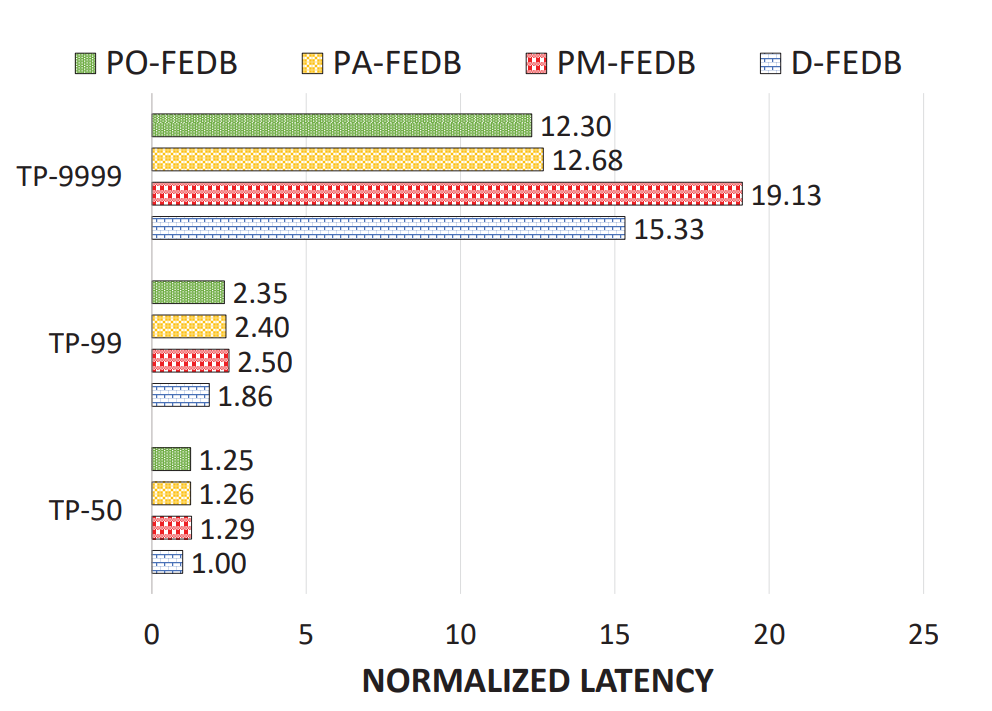 PO-FEDB PA-FEDB PM-FEDB D-FEDB
TP-9999
12.30
12.68
19.13
15.33
TP-99
2.35
2.40
2.50
1.86
TP-50
1.25
1.26
1.29
1.00
0 5 10 15 20 25
NORMALIZED LATENCY